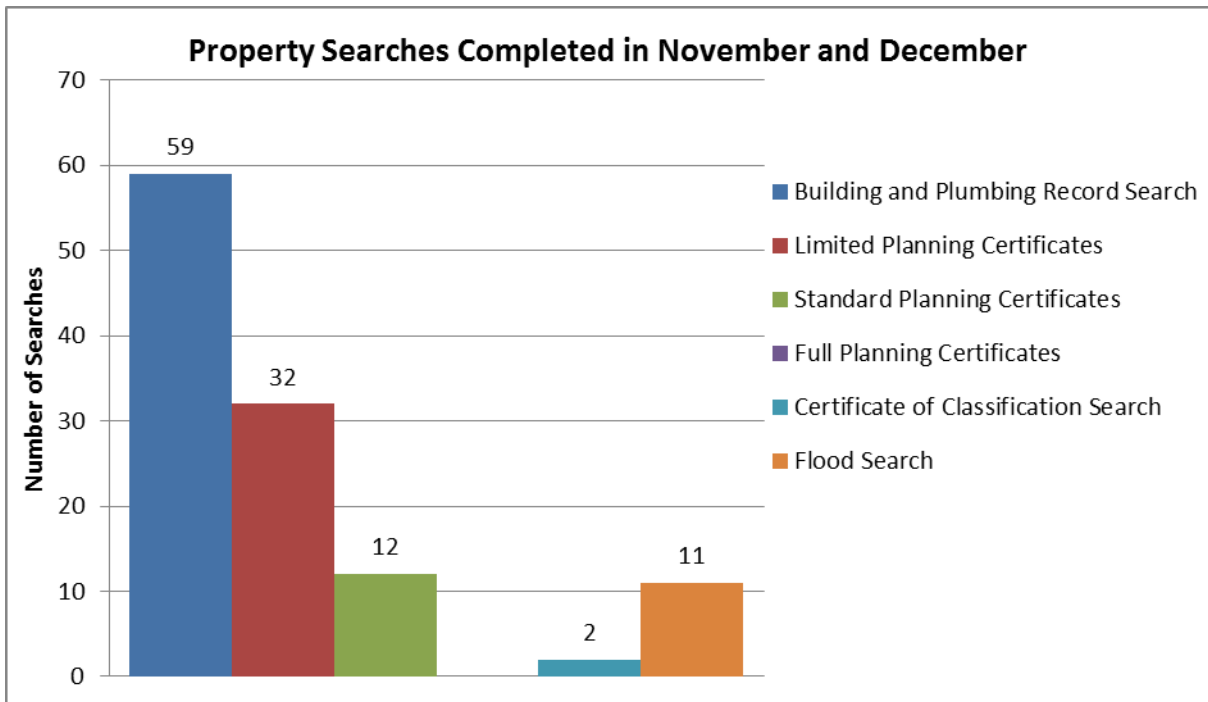 Property Searches Completed in November and December
Number of Searches
70
60
50
40
30
20
10
0
59
32
12
2
11
Building and Plumbing Record Search
Limited Planning Certificates
Standard Planning Certificates
Full Planning Certificates
Certificate of Classification Search
Flood Search